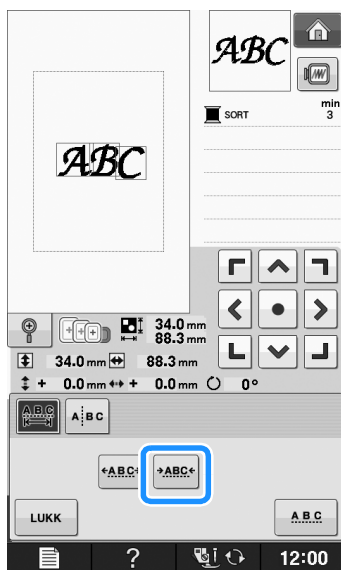 ABC
SORT
min
3
ABC
34.0 mm
88.3 mm
34.0 mm 88.3 mm
+ 0.0 mm + 0.0 mm 0°
ABC A BC
ABC ABC
LUKK ABC
? 12:00